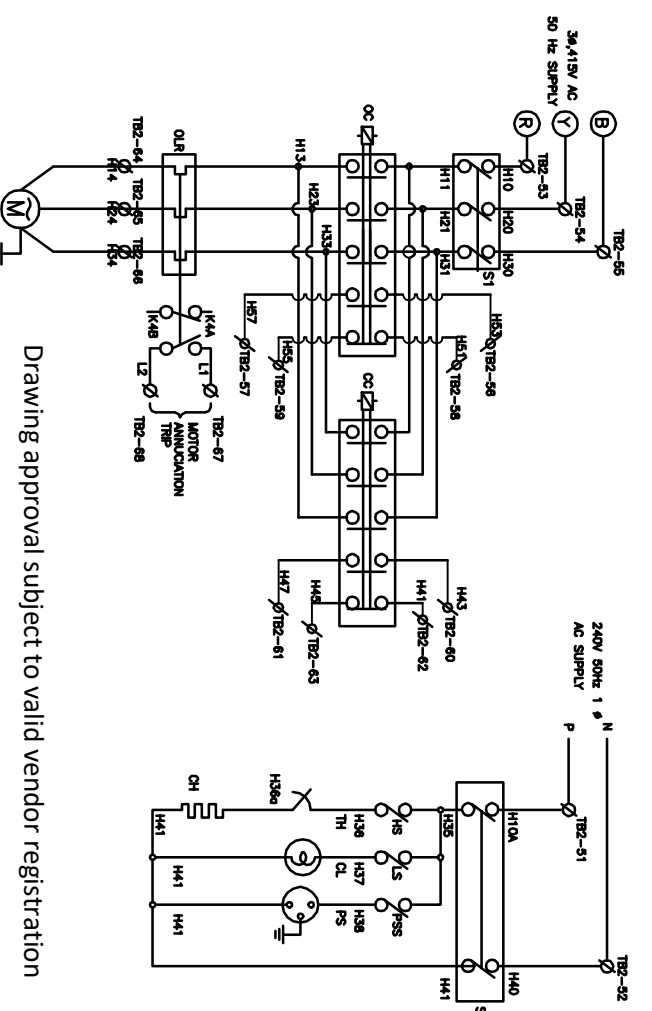 240V 50Hz 1 ø
AC SUPPLY
N
P
TB2-52
TB2-51
H10A
H40
H41
H35
HS
LS
PSS
H36
H37
H38
TH
CL
PS
H36a
CH
H41
H41
H41
3ø,415V AC
50 Hz SUPPLY
B
Y
R
TB2-55
TB2-54
TB2-53
H10
H20
H30
S1
H11
H21
H31
H53
TB2-56
H51
TB2-58
OC
CC
H43
TB2-60
H41
TB2-62
H13
H23
H33
H57
TB2-57
H55
TB2-59
H47
TB2-61
H45
TB2-63
OLR
TB2-64
TB2-65
TB2-66
H14
H24
H34
M
K4A
K4B
L1
L2
TB2-67
MOTOR
ANNUCIATION
TRIP
TB2-68
Drawing approval subject to valid vendor registration